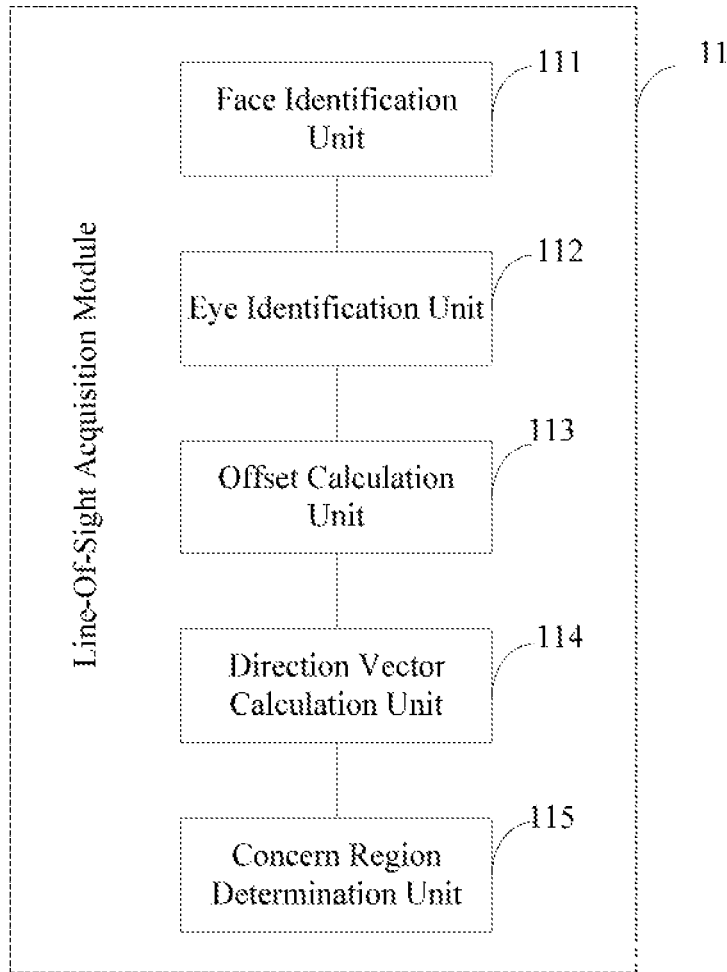 11
111
Face Identification
Unit
112
Eye Identification Unit
113
Offset Calculation
Unit
114
Direction Vector
Calculation Unit
115
Concern Region
Determination Unit
Line-Of-Sight Acquisition Module